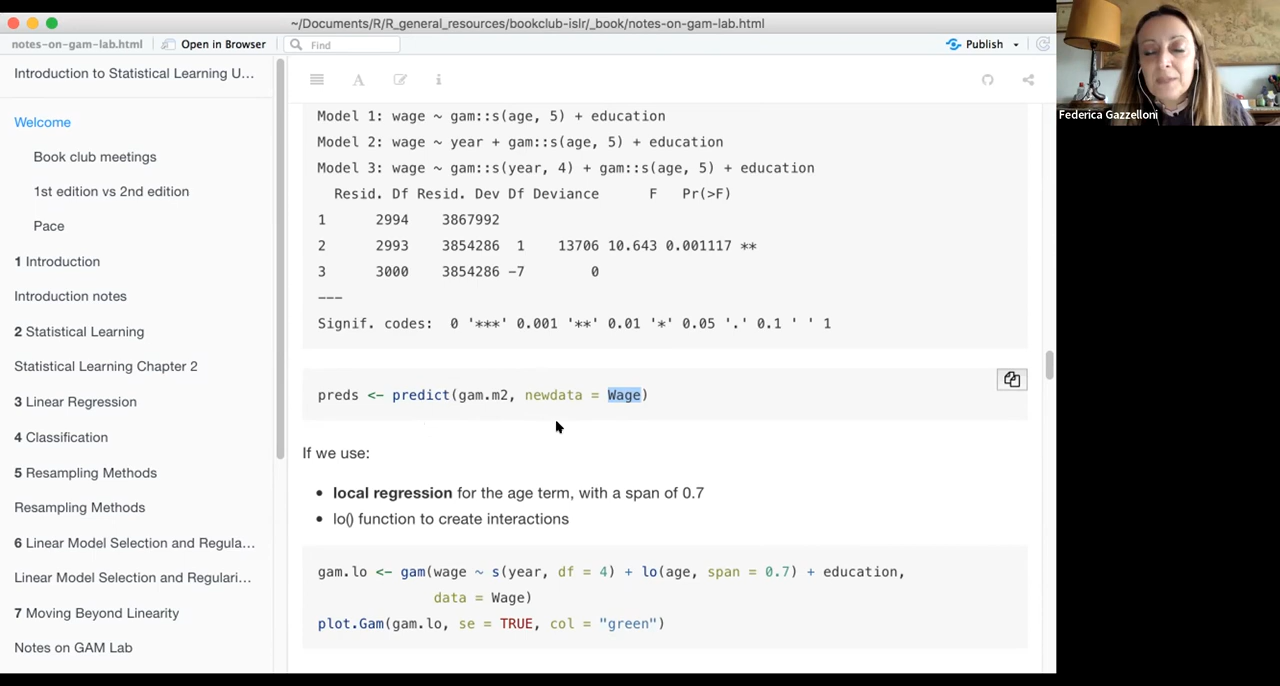 ~/Documents/R/R_general_resources/bookclub-islr/_book/notes-on-gam-lab.html
notes-on-gam-lab.html
Open in Browser
Find
Publish
Introduction to Statistical Learning U...
Welcome
Book club meetings
1st edition vs 2nd edition
Pace
1 Introduction
Introduction notes
2 Statistical Learning
Statistical Learning Chapter 2
3 Linear Regression
4 Classification
5 Resampling Methods
Resampling Methods
6 Linear Model Selection and Regula...
Linear Model Selection and Regulari...
7 Moving Beyond Linearity
Notes on GAM Lab
Model 1: wage ~ gam::s(age, 5) + education
Model 2: wage ~ year + gam::s(age, 5) + education
Model 3: wage ~ gam::s(year, 4) + gam::s(age, 5) + education
Resid. Df Resid. Dev Df Deviance F Pr(>F)
1 2994 3867992
2 2993 3854286 1 13706 10.643 0.001117 **
3 3000 3854286 -7 0
---
Signif. codes: 0 '***' 0.001 '**' 0.01 '*' 0.05 '.' 0.1 ' ' 1
preds <- predict(gam.m2, newdata = Wage)
If we use:
• local regression for the age term, with a span of 0.7
• lo() function to create interactions
gam.lo <- gam(wage ~ s(year, df = 4) + lo(age, span = 0.7) + education,
data = Wage)
plot.Gam(gam.lo, se = TRUE, col = "green")
Federica Gazzelloni